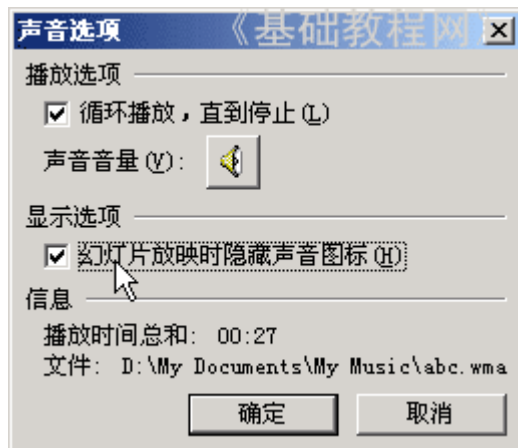 声音选项 《基础教程网》
播放选项
循环播放，直到停止(L)
声音音量(V):
显示选项
幻灯片放映时隐藏声音图标(H)
信息
播放时间总和: 00:27
文件: D:\My Documents\My Music\abc.wma
确定 取消